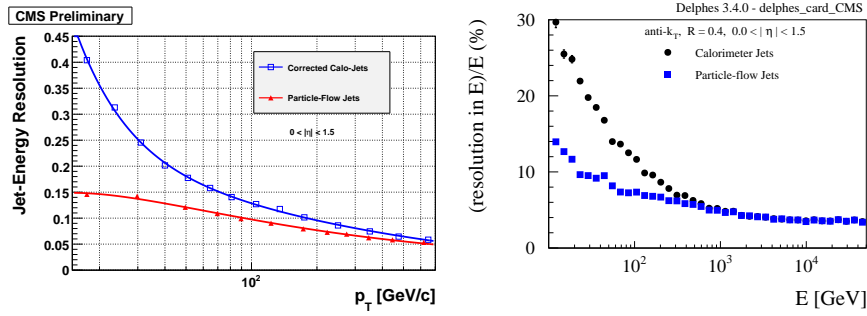 CMS Preliminary
Jet-Energy Resolution
0.45
0.4
0.35
0.3
0.25
0.2
0.15
0.1
0.05
0
Corrected Calo-Jets
Particle-Flow Jets
0 < |η| < 1.5
10²
p_T [GeV/c]
Delphes 3.4.0 - delphes_card_CMS
(resolution in E)/E (%)
30
20
10
0
anti-k_T, R = 0.4, 0.0 < | η | < 1.5
Calorimeter Jets
Particle-flow Jets
10²
10³
10⁴
E [GeV]